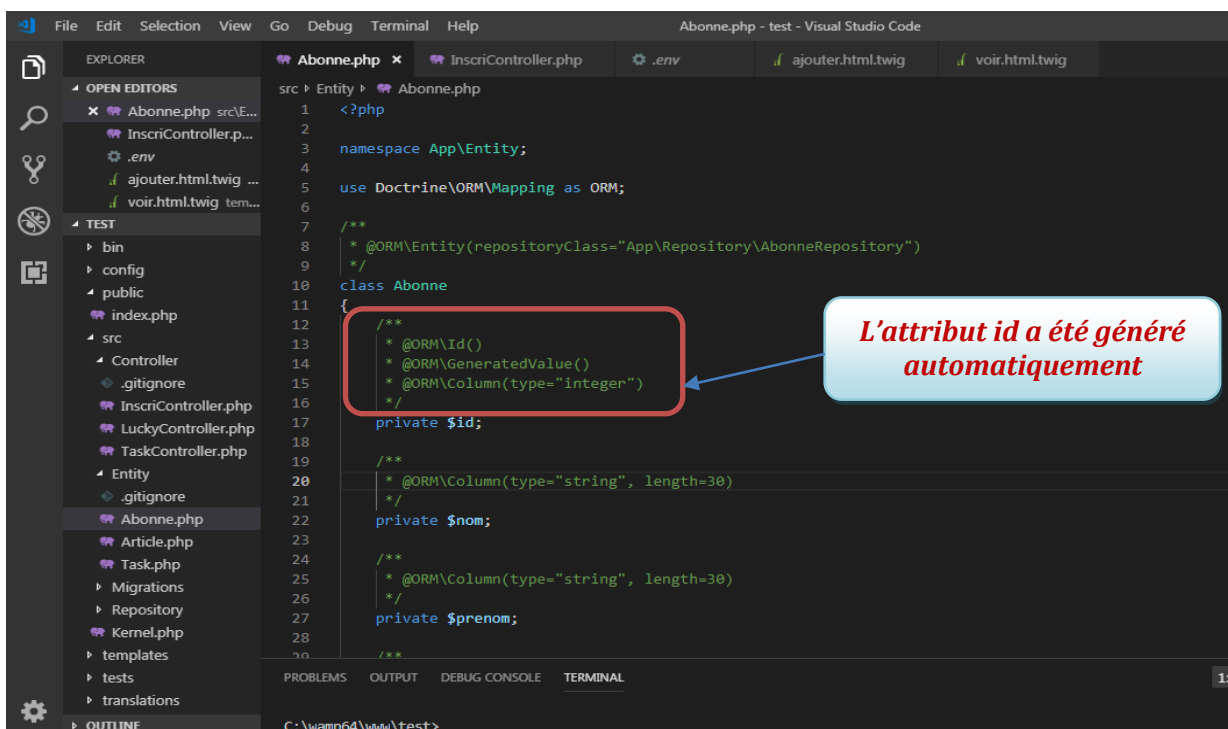 File Edit Selection View Go Debug Terminal Help Abonne.php - test - Visual Studio Code
EXPLORER
OPEN EDITORS
Abonne.php src\E...
InscriController.p...
.env
ajouter.html.twig ...
voir.html.twig tem...
TEST
bin
config
public
index.php
src
Controller
.gitignore
InscriController.php
LuckyController.php
TaskController.php
Entity
.gitignore
Abonne.php
Article.php
Task.php
Migrations
Repository
Kernel.php
templates
tests
translations
OUTLINE
Abonne.php InscriController.php .env ajouter.html.twig voir.html.twig
src Entity Abonne.php
1 <?php
2
3 namespace App\Entity;
4
5 use Doctrine\ORM\Mapping as ORM;
6
7 /**
8 * @ORM\Entity(repositoryClass="App\Repository\AbonneRepository")
9 */
10 class Abonne
11 {
12 /**
13 * @ORM\Id()
14 * @ORM\GeneratedValue()
15 * @ORM\Column(type="integer")
16 */
17 private $id;
18
19 /**
20 * @ORM\Column(type="string", length=30)
21 */
22 private $nom;
23
24 /**
25 * @ORM\Column(type="string", length=30)
26 */
27 private $prenom;
28
29 /**
L'attribut id a été généré
automatiquement
PROBLEMS OUTPUT DEBUG CONSOLE TERMINAL 1:
C:\wamp64\www\test>